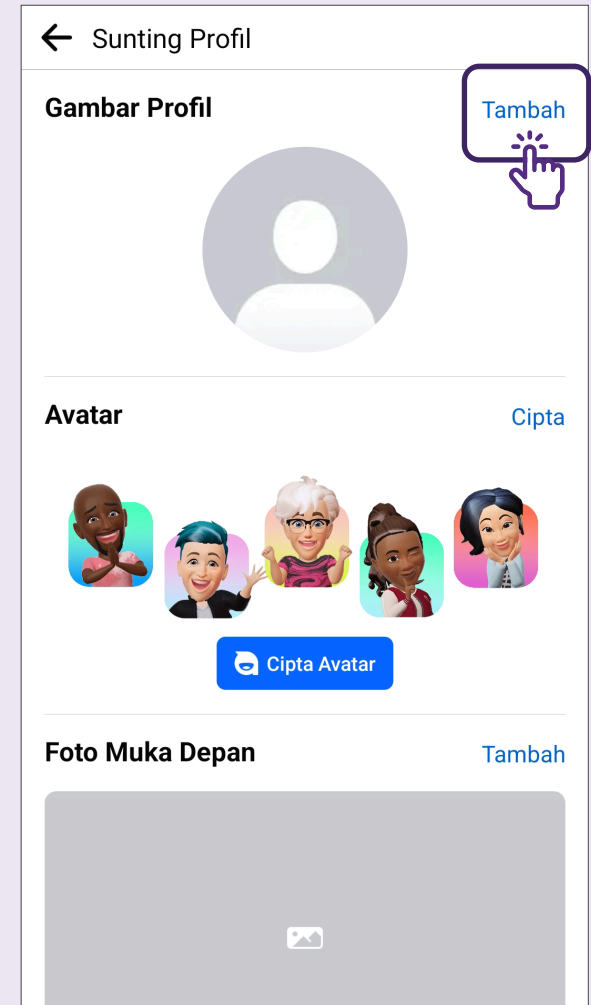 Sunting Profil
Gambar Profil
Tambah
Avatar
Cipta
Cipta Avatar
Foto Muka Depan
Tambah